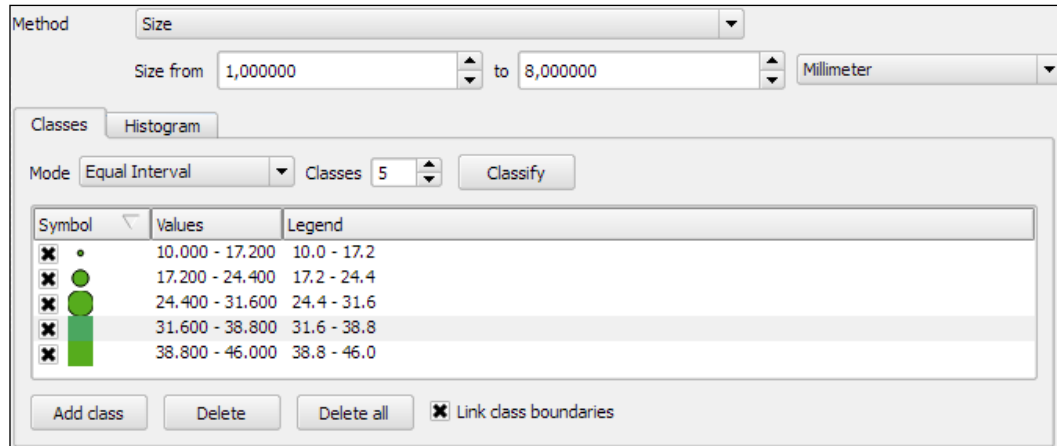 Method Size
Size from 1,000000 to 8,000000 Millimeter
Classes Histogram
Mode Equal Interval Classes 5 Classify
Symbol Values Legend
10.000 - 17.200 10.0 - 17.2
17.200 - 24.400 17.2 - 24.4
24.400 - 31.600 24.4 - 31.6
31.600 - 38.800 31.6 - 38.8
38.800 - 46.000 38.8 - 46.0
Add class Delete Delete all Link class boundaries